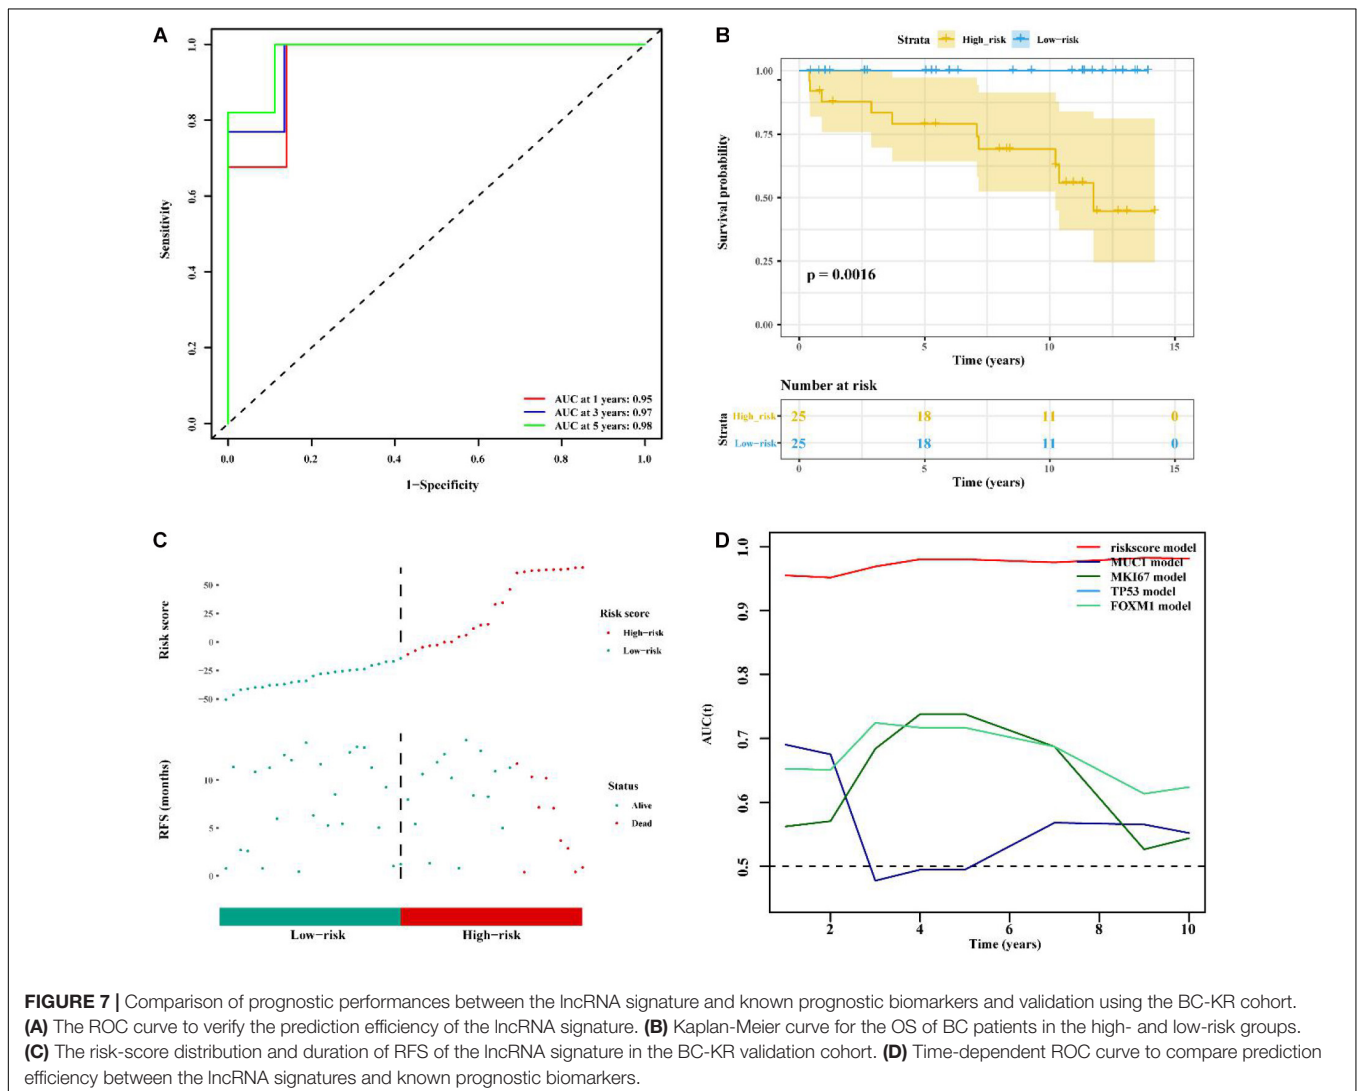 A
1.0
0.8
0.6
0.4
0.2
0.0
Sensitivity
AUC at 1 years: 0.95
AUC at 3 years: 0.97
AUC at 5 years: 0.98
0.0 0.2 0.4 0.6 0.8 1.0
1−Specificity
B
Strata High_risk Low−risk
1.00
0.75
0.50
0.25
0.00
Survival probability
p = 0.0016
0 5 10 15
Time (years)
Number at risk
Strata
High_risk 25 18 11 0
Low−risk 25 18 11 0
0 5 10 15
Time (years)
C
50
25
0
−25
−50
Risk score
Risk score
High−risk
Low−risk
10
5
0
RFS (months)
Status
Alive
Dead
Low−risk High−risk
D
1.0
0.9
0.8
0.7
0.6
0.5
AUC(t)
riskscore model
MUC1 model
MKI67 model
TP53 model
FOXM1 model
2 4 6 8 10
Time (years)
FIGURE 7 | Comparison of prognostic performances between the lncRNA signature and known prognostic biomarkers and validation using the BC-KR cohort.
(A) The ROC curve to verify the prediction efficiency of the lncRNA signature. (B) Kaplan-Meier curve for the OS of BC patients in the high- and low-risk groups.
(C) The risk-score distribution and duration of RFS of the lncRNA signature in the BC-KR validation cohort. (D) Time-dependent ROC curve to compare prediction
efficiency between the lncRNA signatures and known prognostic biomarkers.